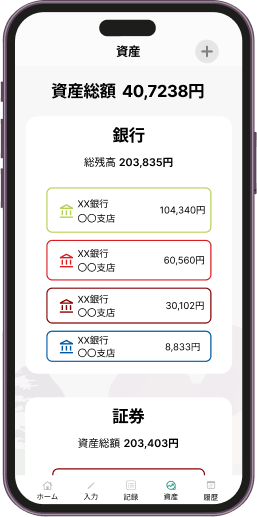 資産
資産総額 40,7238円
銀行
総残高 203,835円
XX銀行
〇〇支店
104,340円
XX銀行
〇〇支店
60,560円
XX銀行
〇〇支店
30,102円
XX銀行
〇〇支店
8,833円
証券
資産総額 203,403円
ホーム
入力
記録
資産
履歴